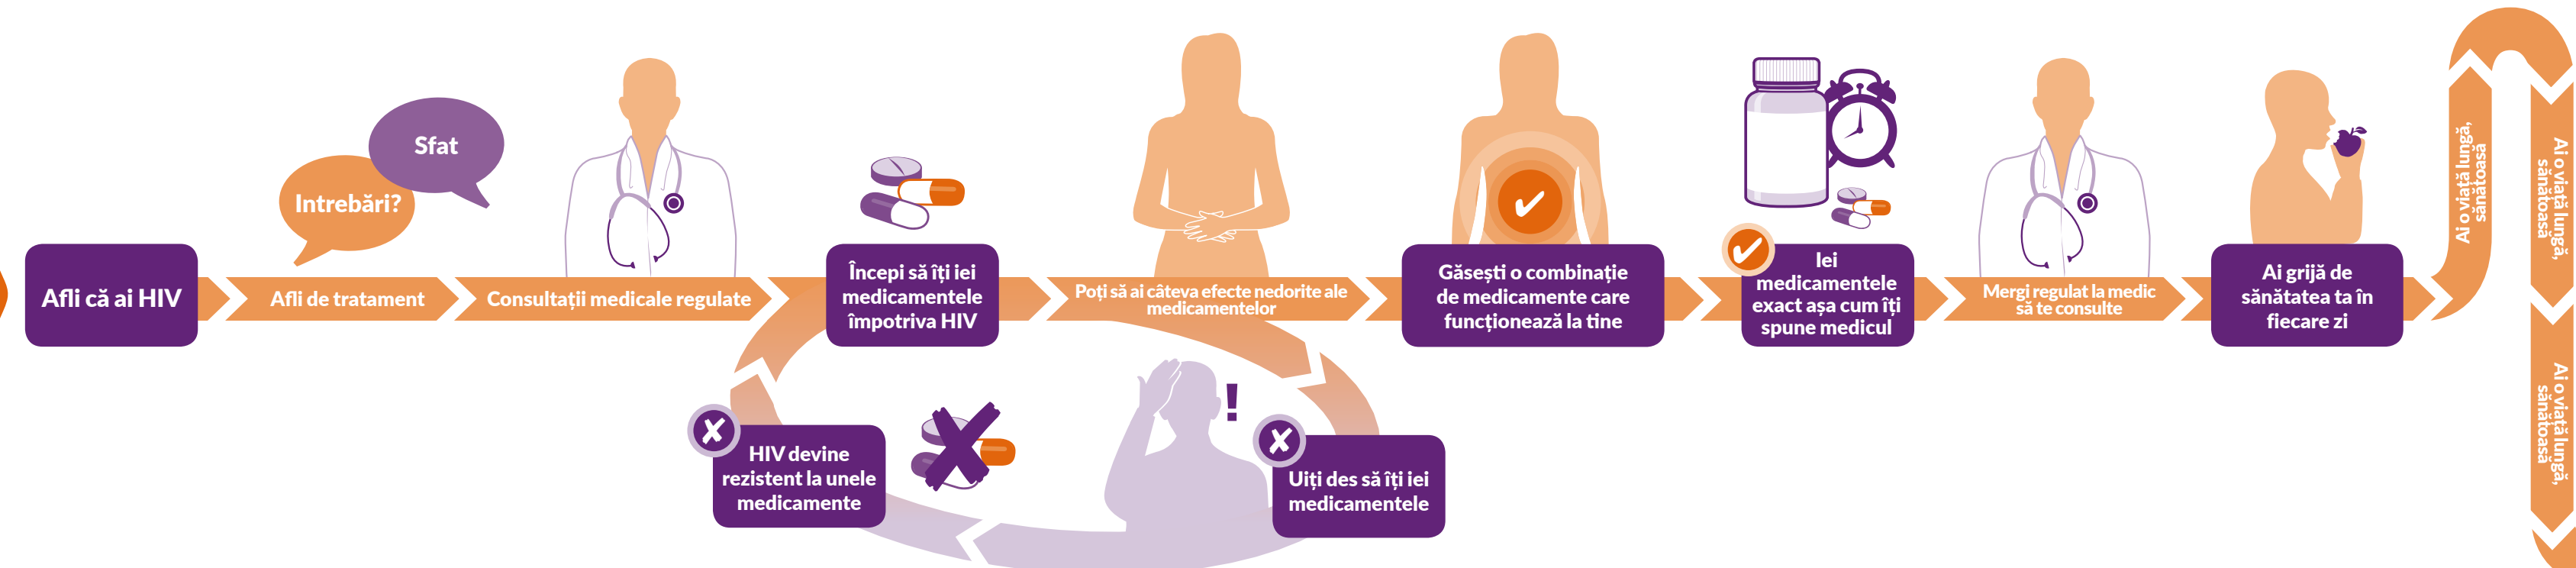 Afli că ai HIV
Intrebări?
Sfat
Afli de tratament
Consultații medicale regulate
Începi să îți iei
medicamentele
împotriva HIV
Poți să ai câteva efecte nedorite ale
medicamentelor
Uiți des să îți iei
medicamentele
HIV devine
rezistent la unele
medicamente
Găsești o combinație
de medicamente care
funcționează la tine
Iei
medicamentele
exact așa cum îți
spune medicul
Mergi regulat la medic
să te consulte
Ai grijă de
sănătatea ta în
fiecare zi
Ai o viață lungă,
sănătoasă
Ai o viață lungă,
sănătoasă
Ai o viață lungă,
sănătoasă